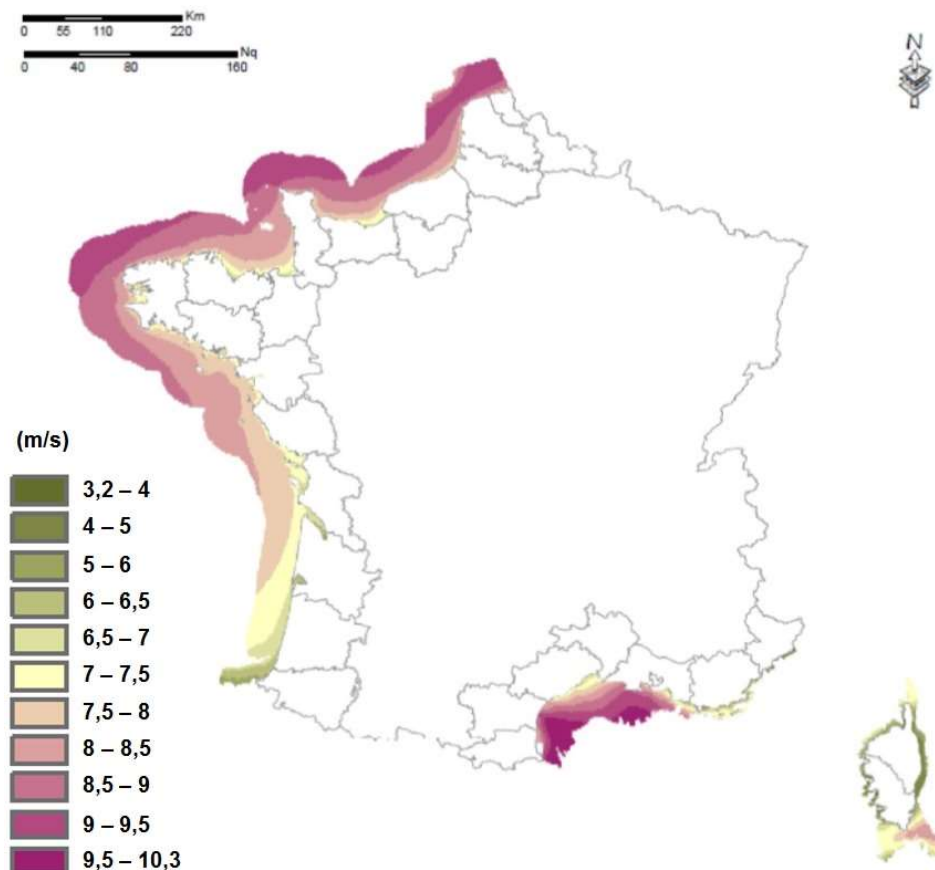 Km
0 55 110 220
Nq
0 40 80 160
N
(m/s)
3,2 – 4
4 – 5
5 – 6
6 – 6,5
6,5 – 7
7 – 7,5
7,5 – 8
8 – 8,5
8,5 – 9
9 – 9,5
9,5 – 10,3